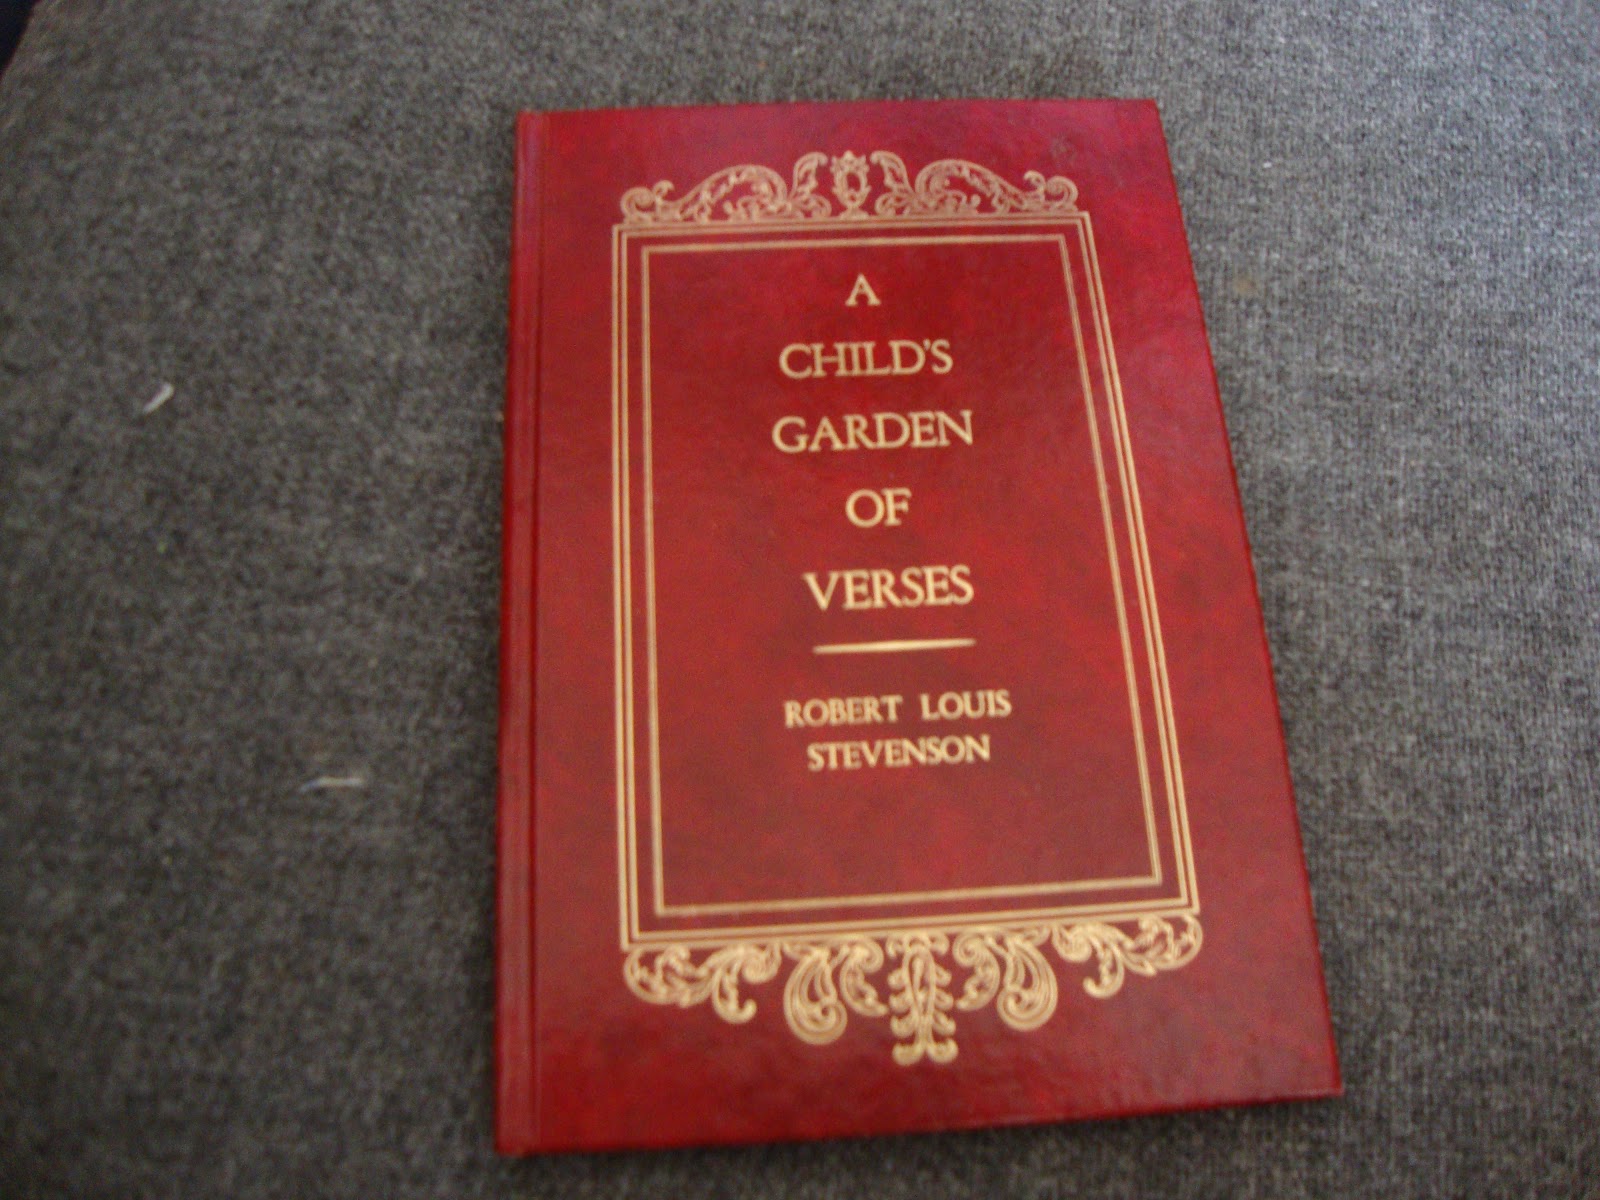 A
CHILD'S
GARDEN
OF
VERSES
ROBERT LOUIS
STEVENSON